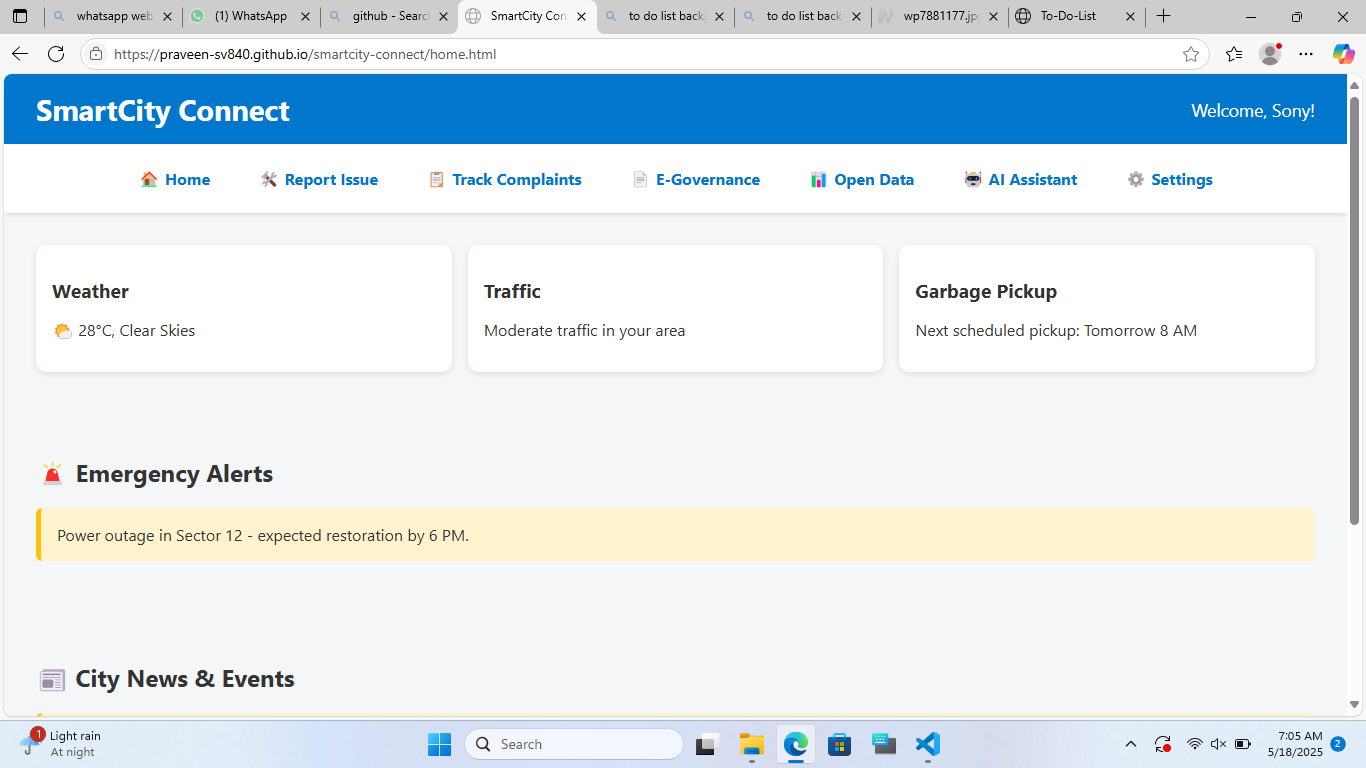 whatsapp web
(1) WhatsApp
github - Searc
SmartCity Con
to do list back
to do list back
wp7881177.jp
To-Do-List
https://praveen-sv840.github.io/smartcity-connect/home.html
SmartCity Connect
Welcome, Sony!
Home
Report Issue
Track Complaints
E-Governance
Open Data
AI Assistant
Settings
Weather
28°C, Clear Skies
Traffic
Moderate traffic in your area
Garbage Pickup
Next scheduled pickup: Tomorrow 8 AM
Emergency Alerts
Power outage in Sector 12 - expected restoration by 6 PM.
City News & Events
1
Light rain
At night
Search
7:05 AM
5/18/2025
2